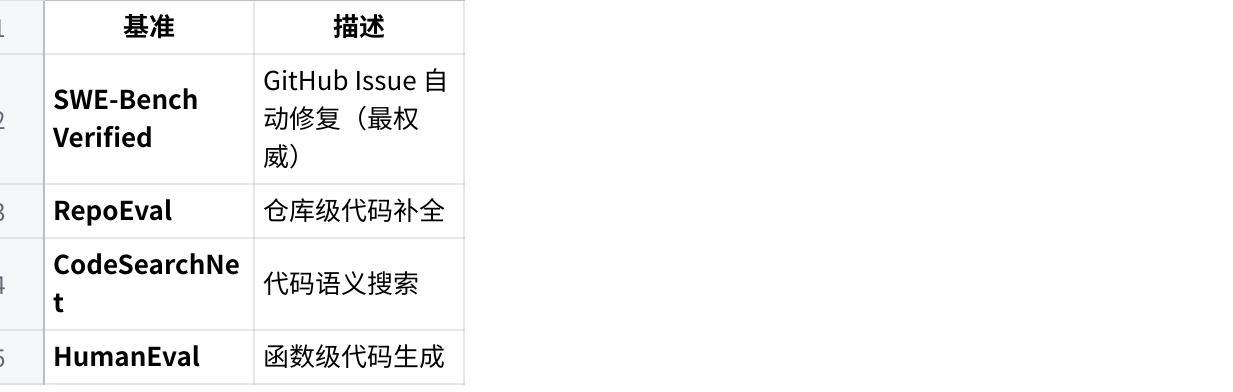 1 基准 描述
2 SWE-Bench Verified GitHub Issue 自动修复（最权威）
3 RepoEval 仓库级代码补全
4 CodeSearchNet 代码语义搜索
5 HumanEval 函数级代码生成